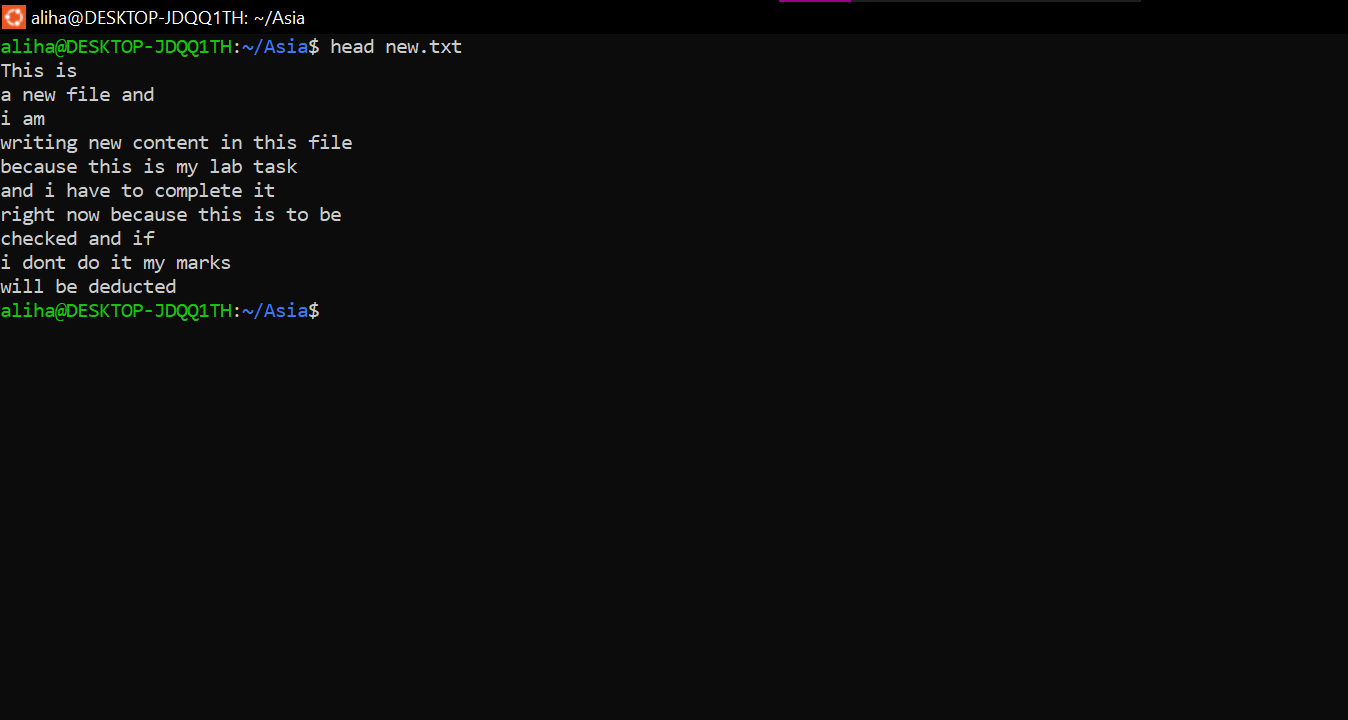 aliha@DESKTOP-JDQQ1TH: ~/Asia
aliha@DESKTOP-JDQQ1TH:~/Asia$ head new.txt
This is
a new file and
i am
writing new content in this file
because this is my lab task
and i have to complete it
right now because this is to be
checked and if
i dont do it my marks
will be deducted
aliha@DESKTOP-JDQQ1TH:~/Asia$